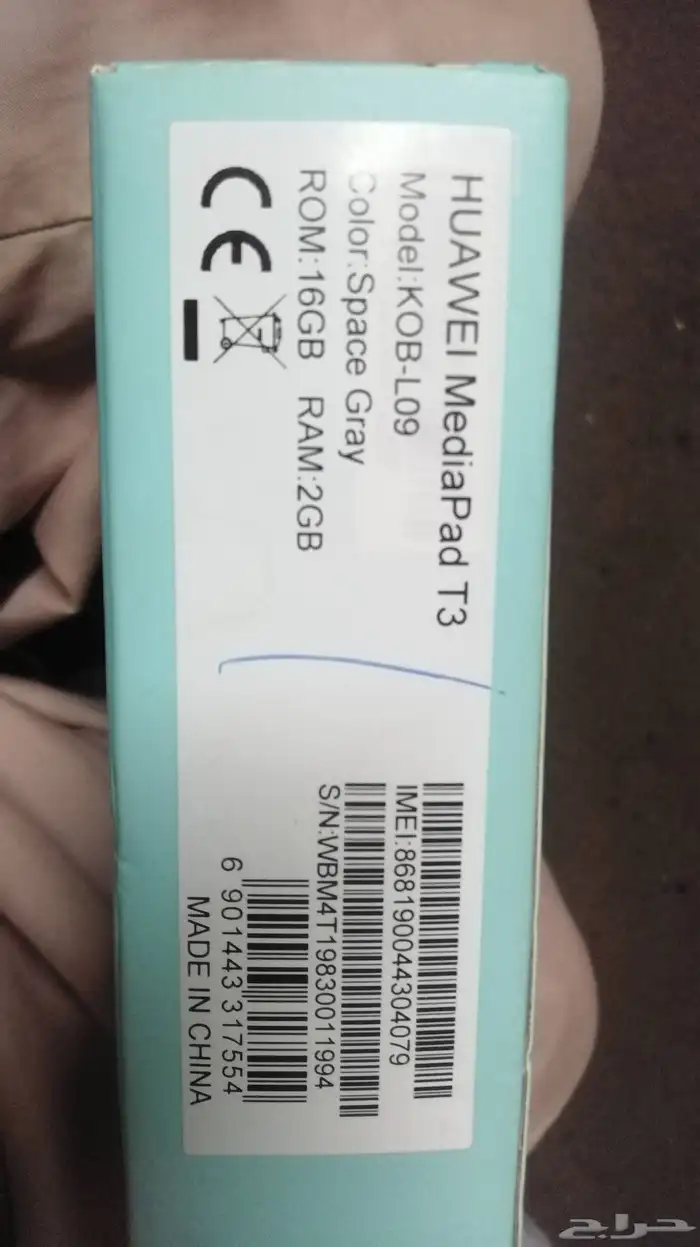 HUAWEI MediaPad T3
Model:KOB-L09
Color:Space Gray
ROM:16GB RAM:2GB
CE
IMEI:868190044304079
S/N:WBM4T19830011994
6 901443 317554
MADE IN CHINA
حراج